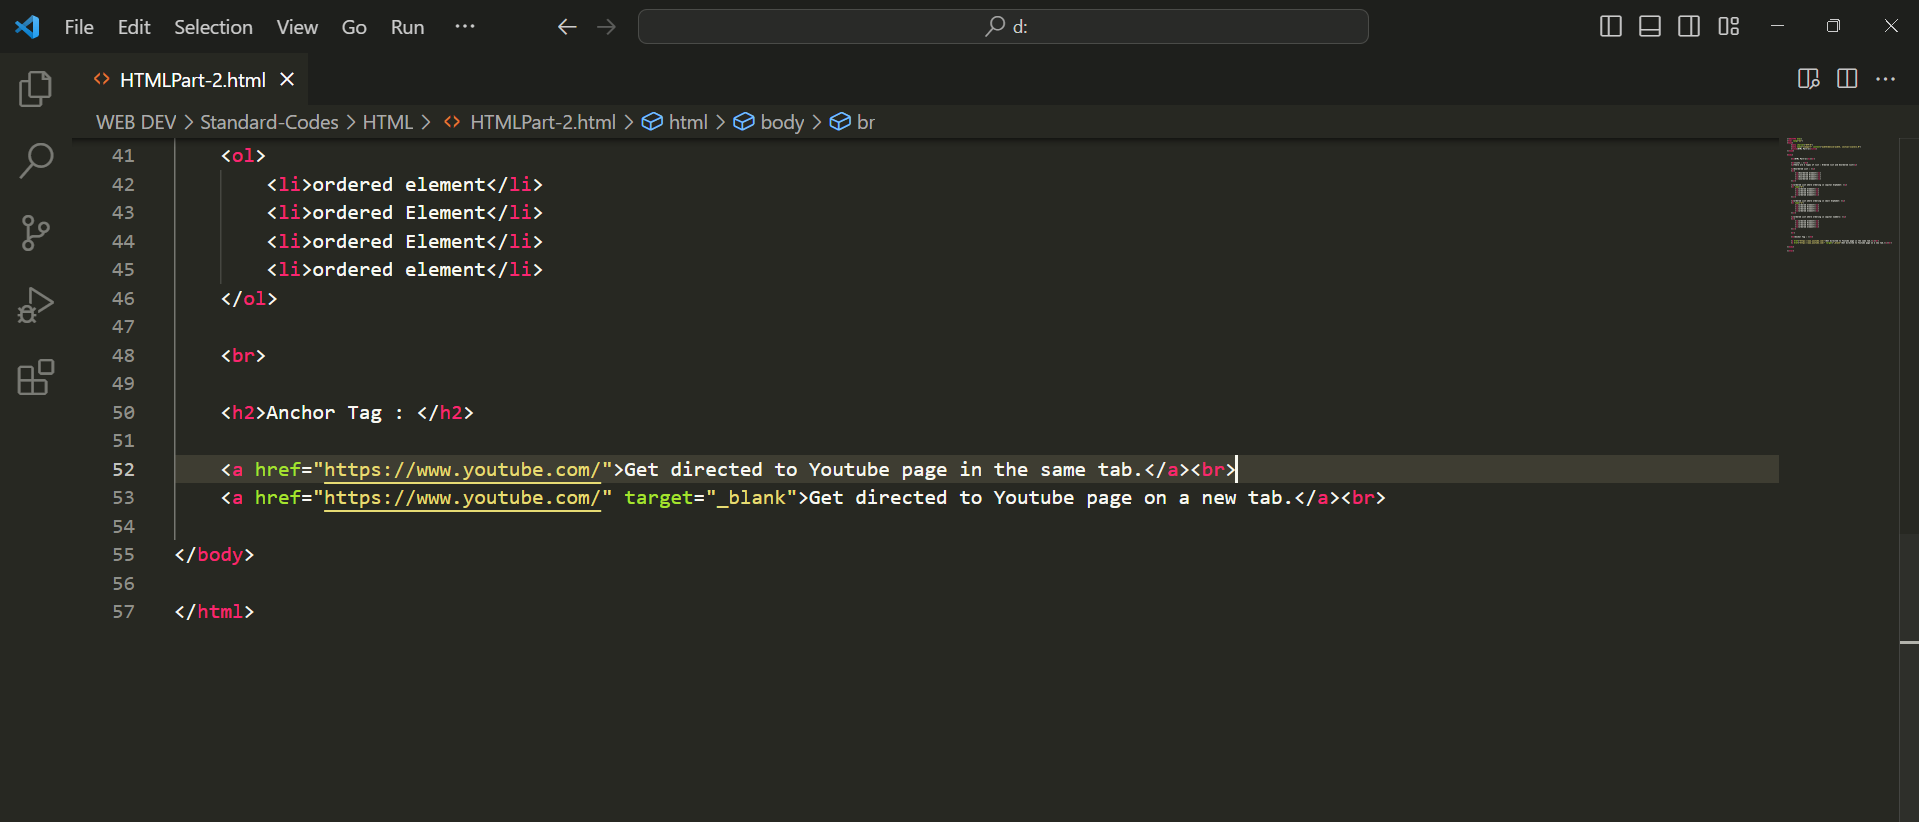 File Edit Selection View Go Run ··· d:
HTMLPart-2.html
WEB DEV > Standard-Codes > HTML > HTMLPart-2.html > html > body > br
41 <ol>
42 <li>ordered element</li>
43 <li>ordered Element</li>
44 <li>ordered Element</li>
45 <li>ordered element</li>
46 </ol>
47
48 <br>
49
50 <h2>Anchor Tag : </h2>
51
52 <a href="https://www.youtube.com/">Get directed to Youtube page in the same tab.</a><br>
53 <a href="https://www.youtube.com/" target="_blank">Get directed to Youtube page on a new tab.</a><br>
54
55 </body>
56
57 </html>